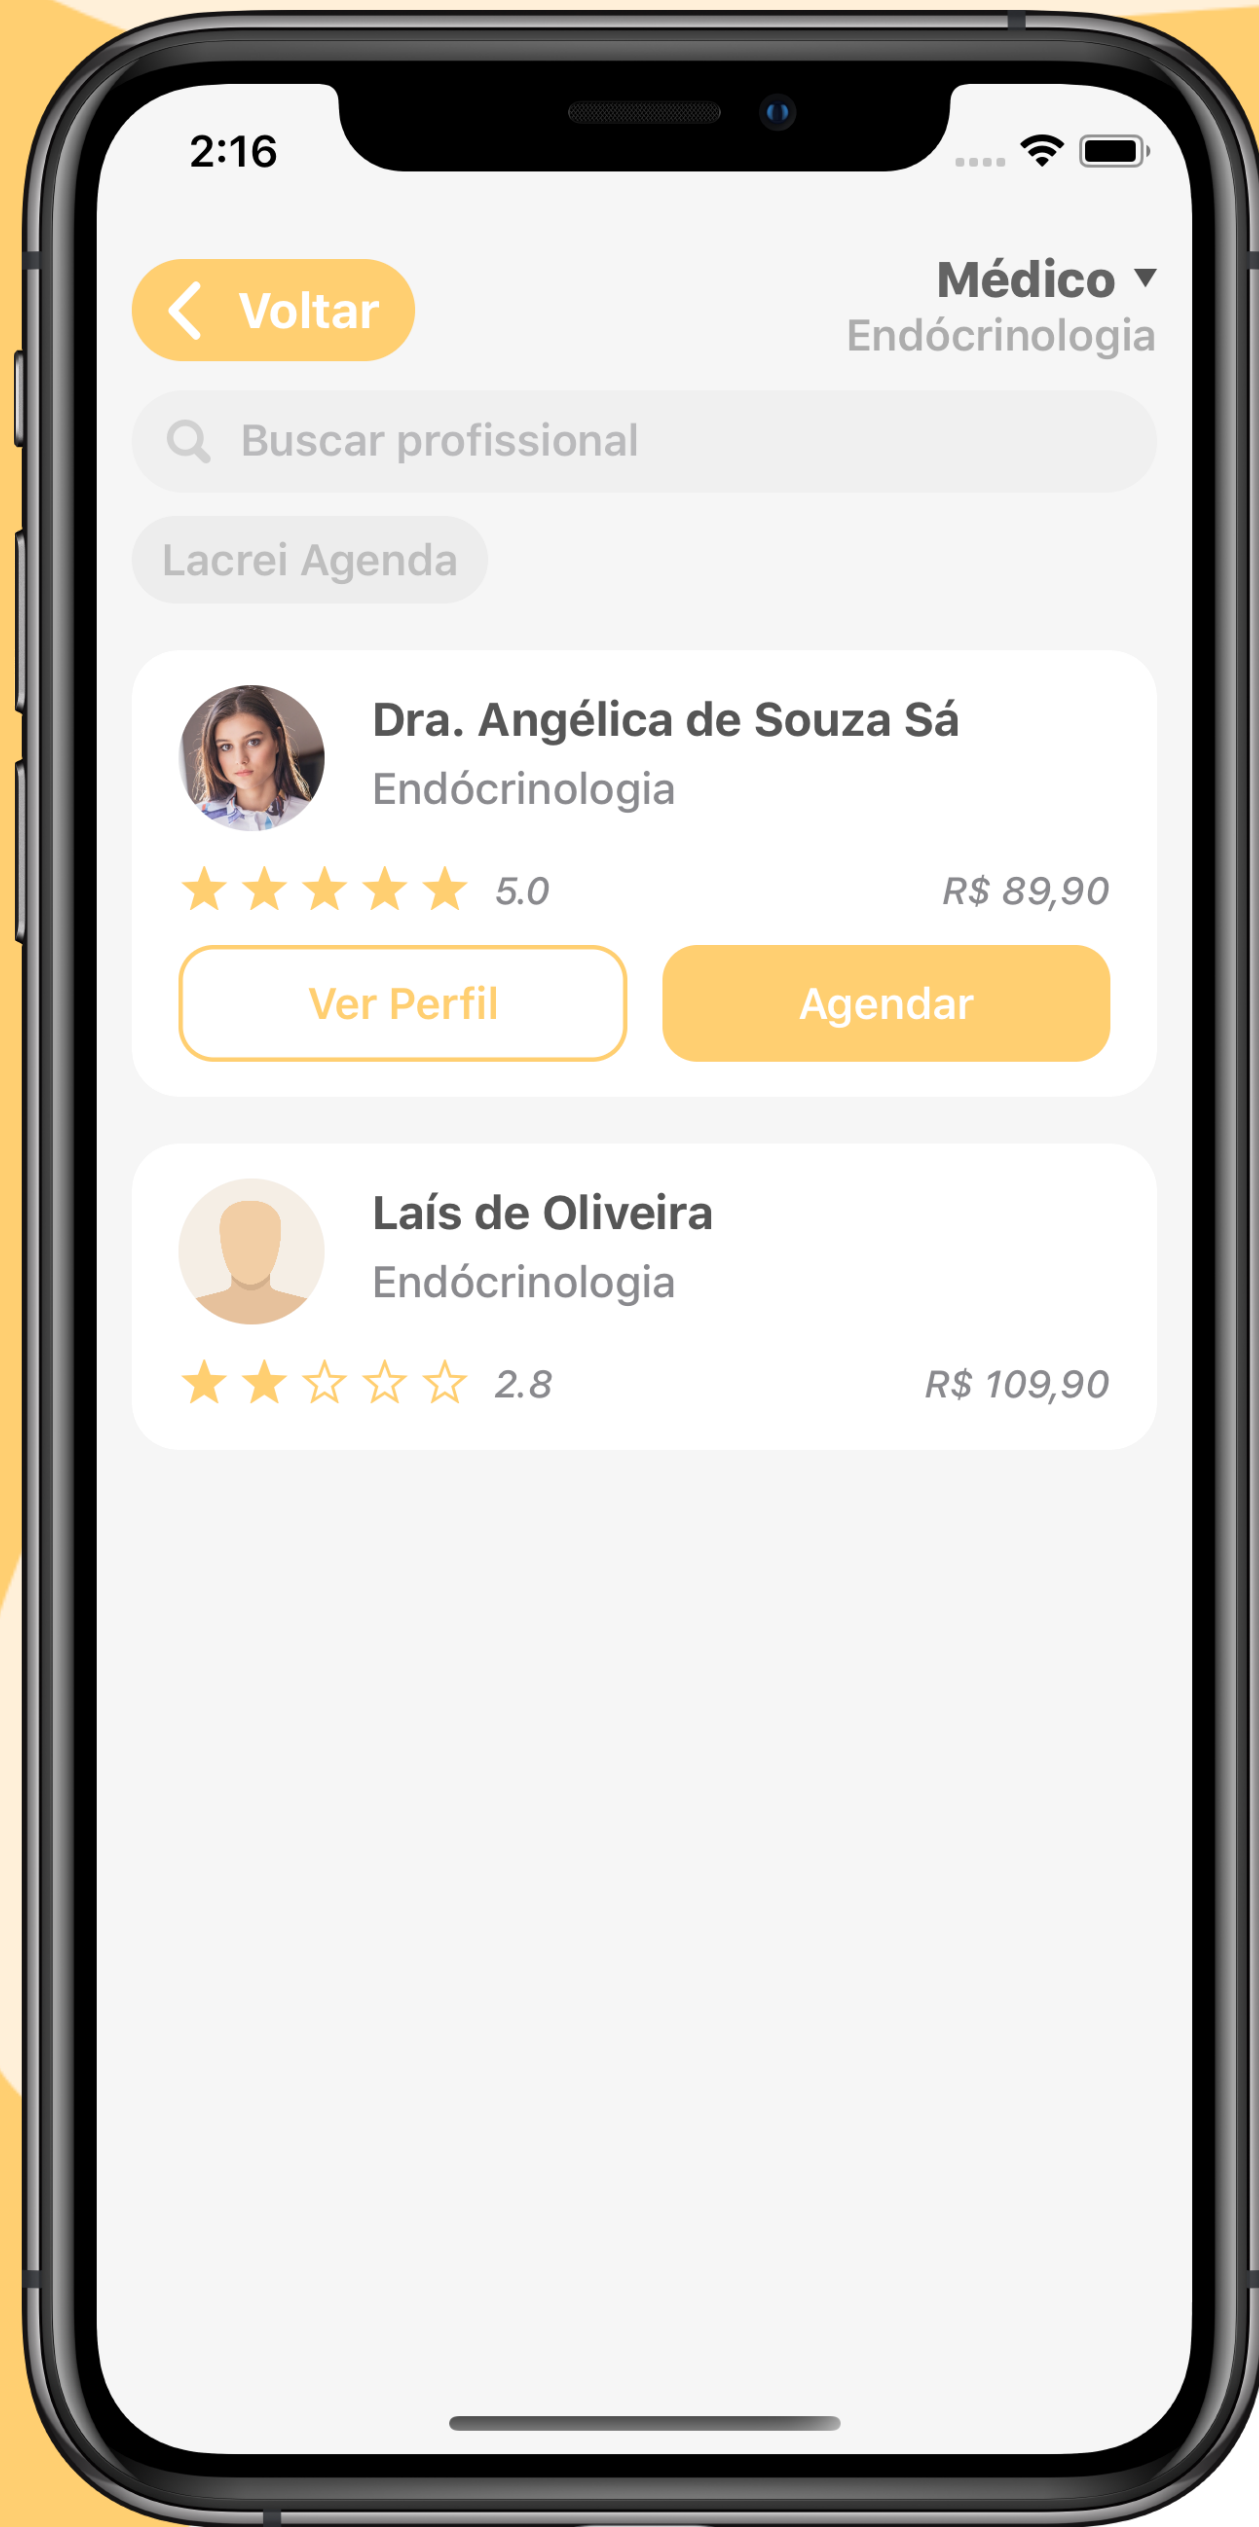 2:16
Voltar
Médico
Endócrinologia
Buscar profissional
Lacrei Agenda
Dra. Angélica de Souza Sá
Endócrinologia
5.0
R$ 89,90
Ver Perfil
Agendar
Laís de Oliveira
Endócrinologia
2.8
R$ 109,90